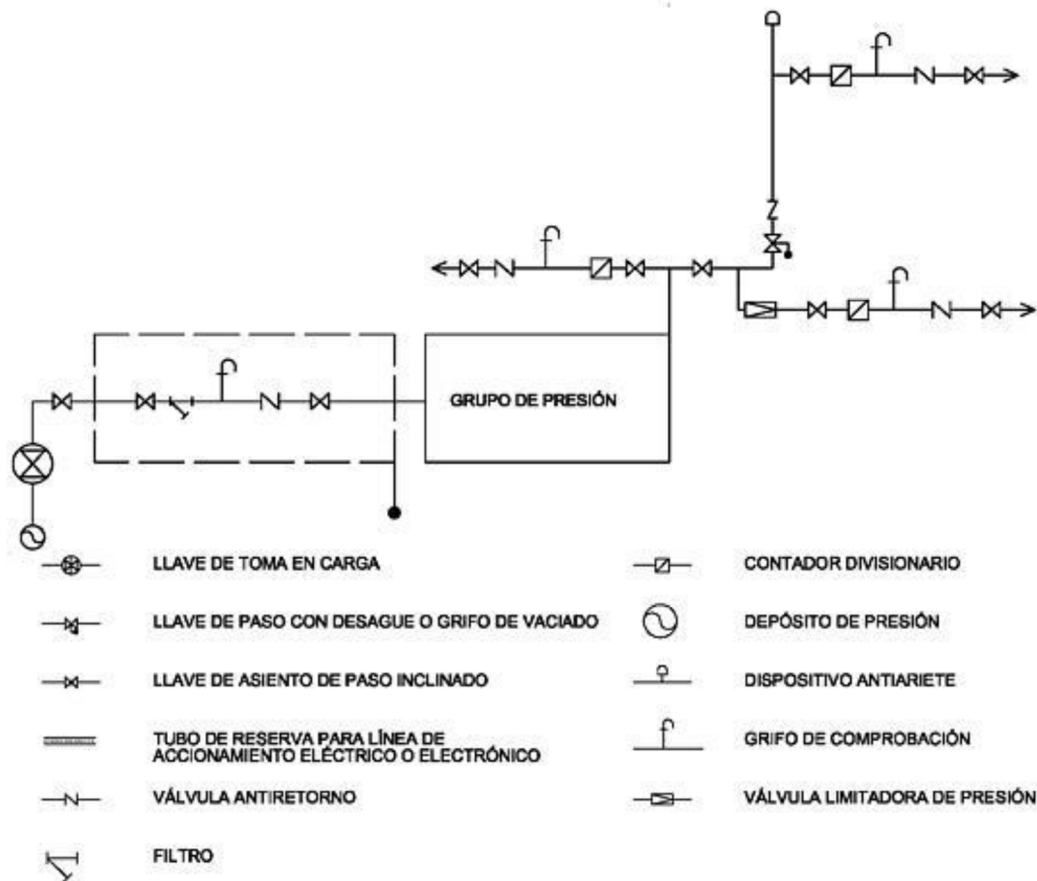 GRUPO DE PRESIÓN
LLAVE DE TOMA EN CARGA
LLAVE DE PASO CON DESAGUE O GRIFO DE VACIADO
LLAVE DE ASIENTO DE PASO INCLINADO
TUBO DE RESERVA PARA LÍNEA DE
ACCIONAMIENTO ELÉCTRICO O ELECTRÓNICO
VÁLVULA ANTIRETORNO
FILTRO
CONTADOR DIVISIONARIO
DEPÓSITO DE PRESIÓN
DISPOSITIVO ANTIARIETE
GRIFO DE COMPROBACIÓN
VÁLVULA LIMITADORA DE PRESIÓN